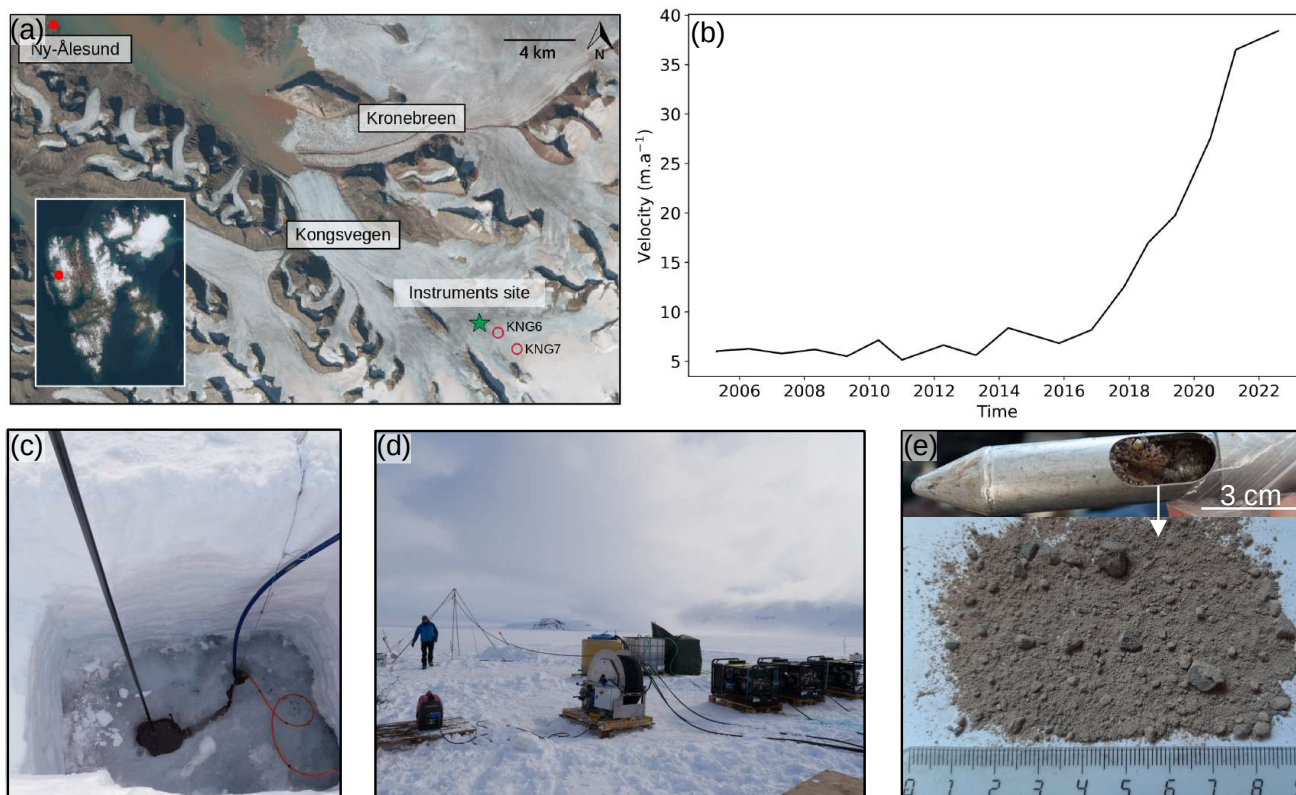 (a)
Ny-Ålesund
4 km
N
Kronebreen
Kongsvegen
Instruments site
KNG6
KNG7
(b)
Velocity (m.a⁻¹)
40
35
30
25
20
15
10
5
2006 2008 2010 2012 2014 2016 2018 2020 2022
Time
(c)
(d)
(e)
3 cm
0 1 2 3 4 5 6 7 8